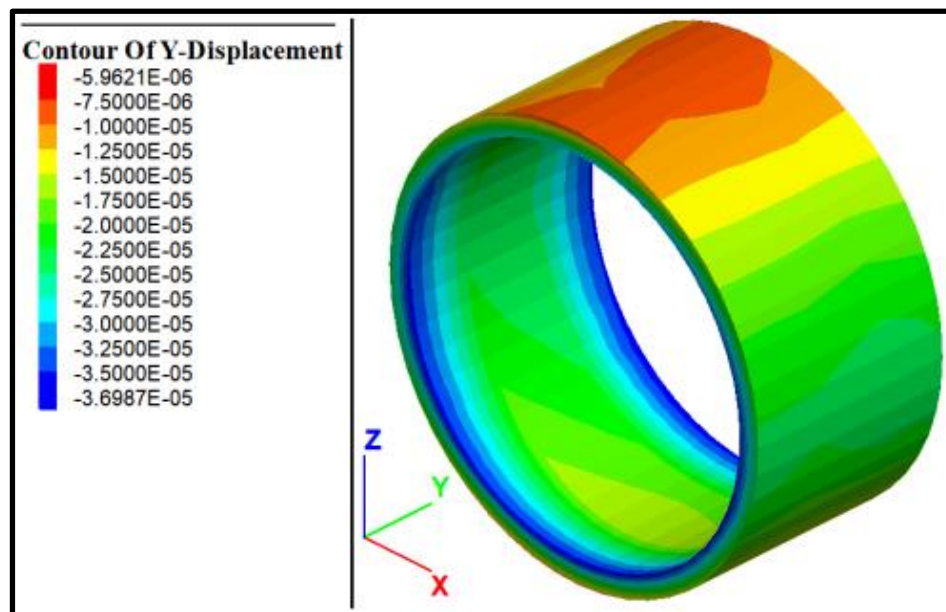 Contour Of Y-Displacement
-5.9621E-06
-7.5000E-06
-1.0000E-05
-1.2500E-05
-1.5000E-05
-1.7500E-05
-2.0000E-05
-2.2500E-05
-2.5000E-05
-2.7500E-05
-3.0000E-05
-3.2500E-05
-3.5000E-05
-3.6987E-05
Z
Y
X